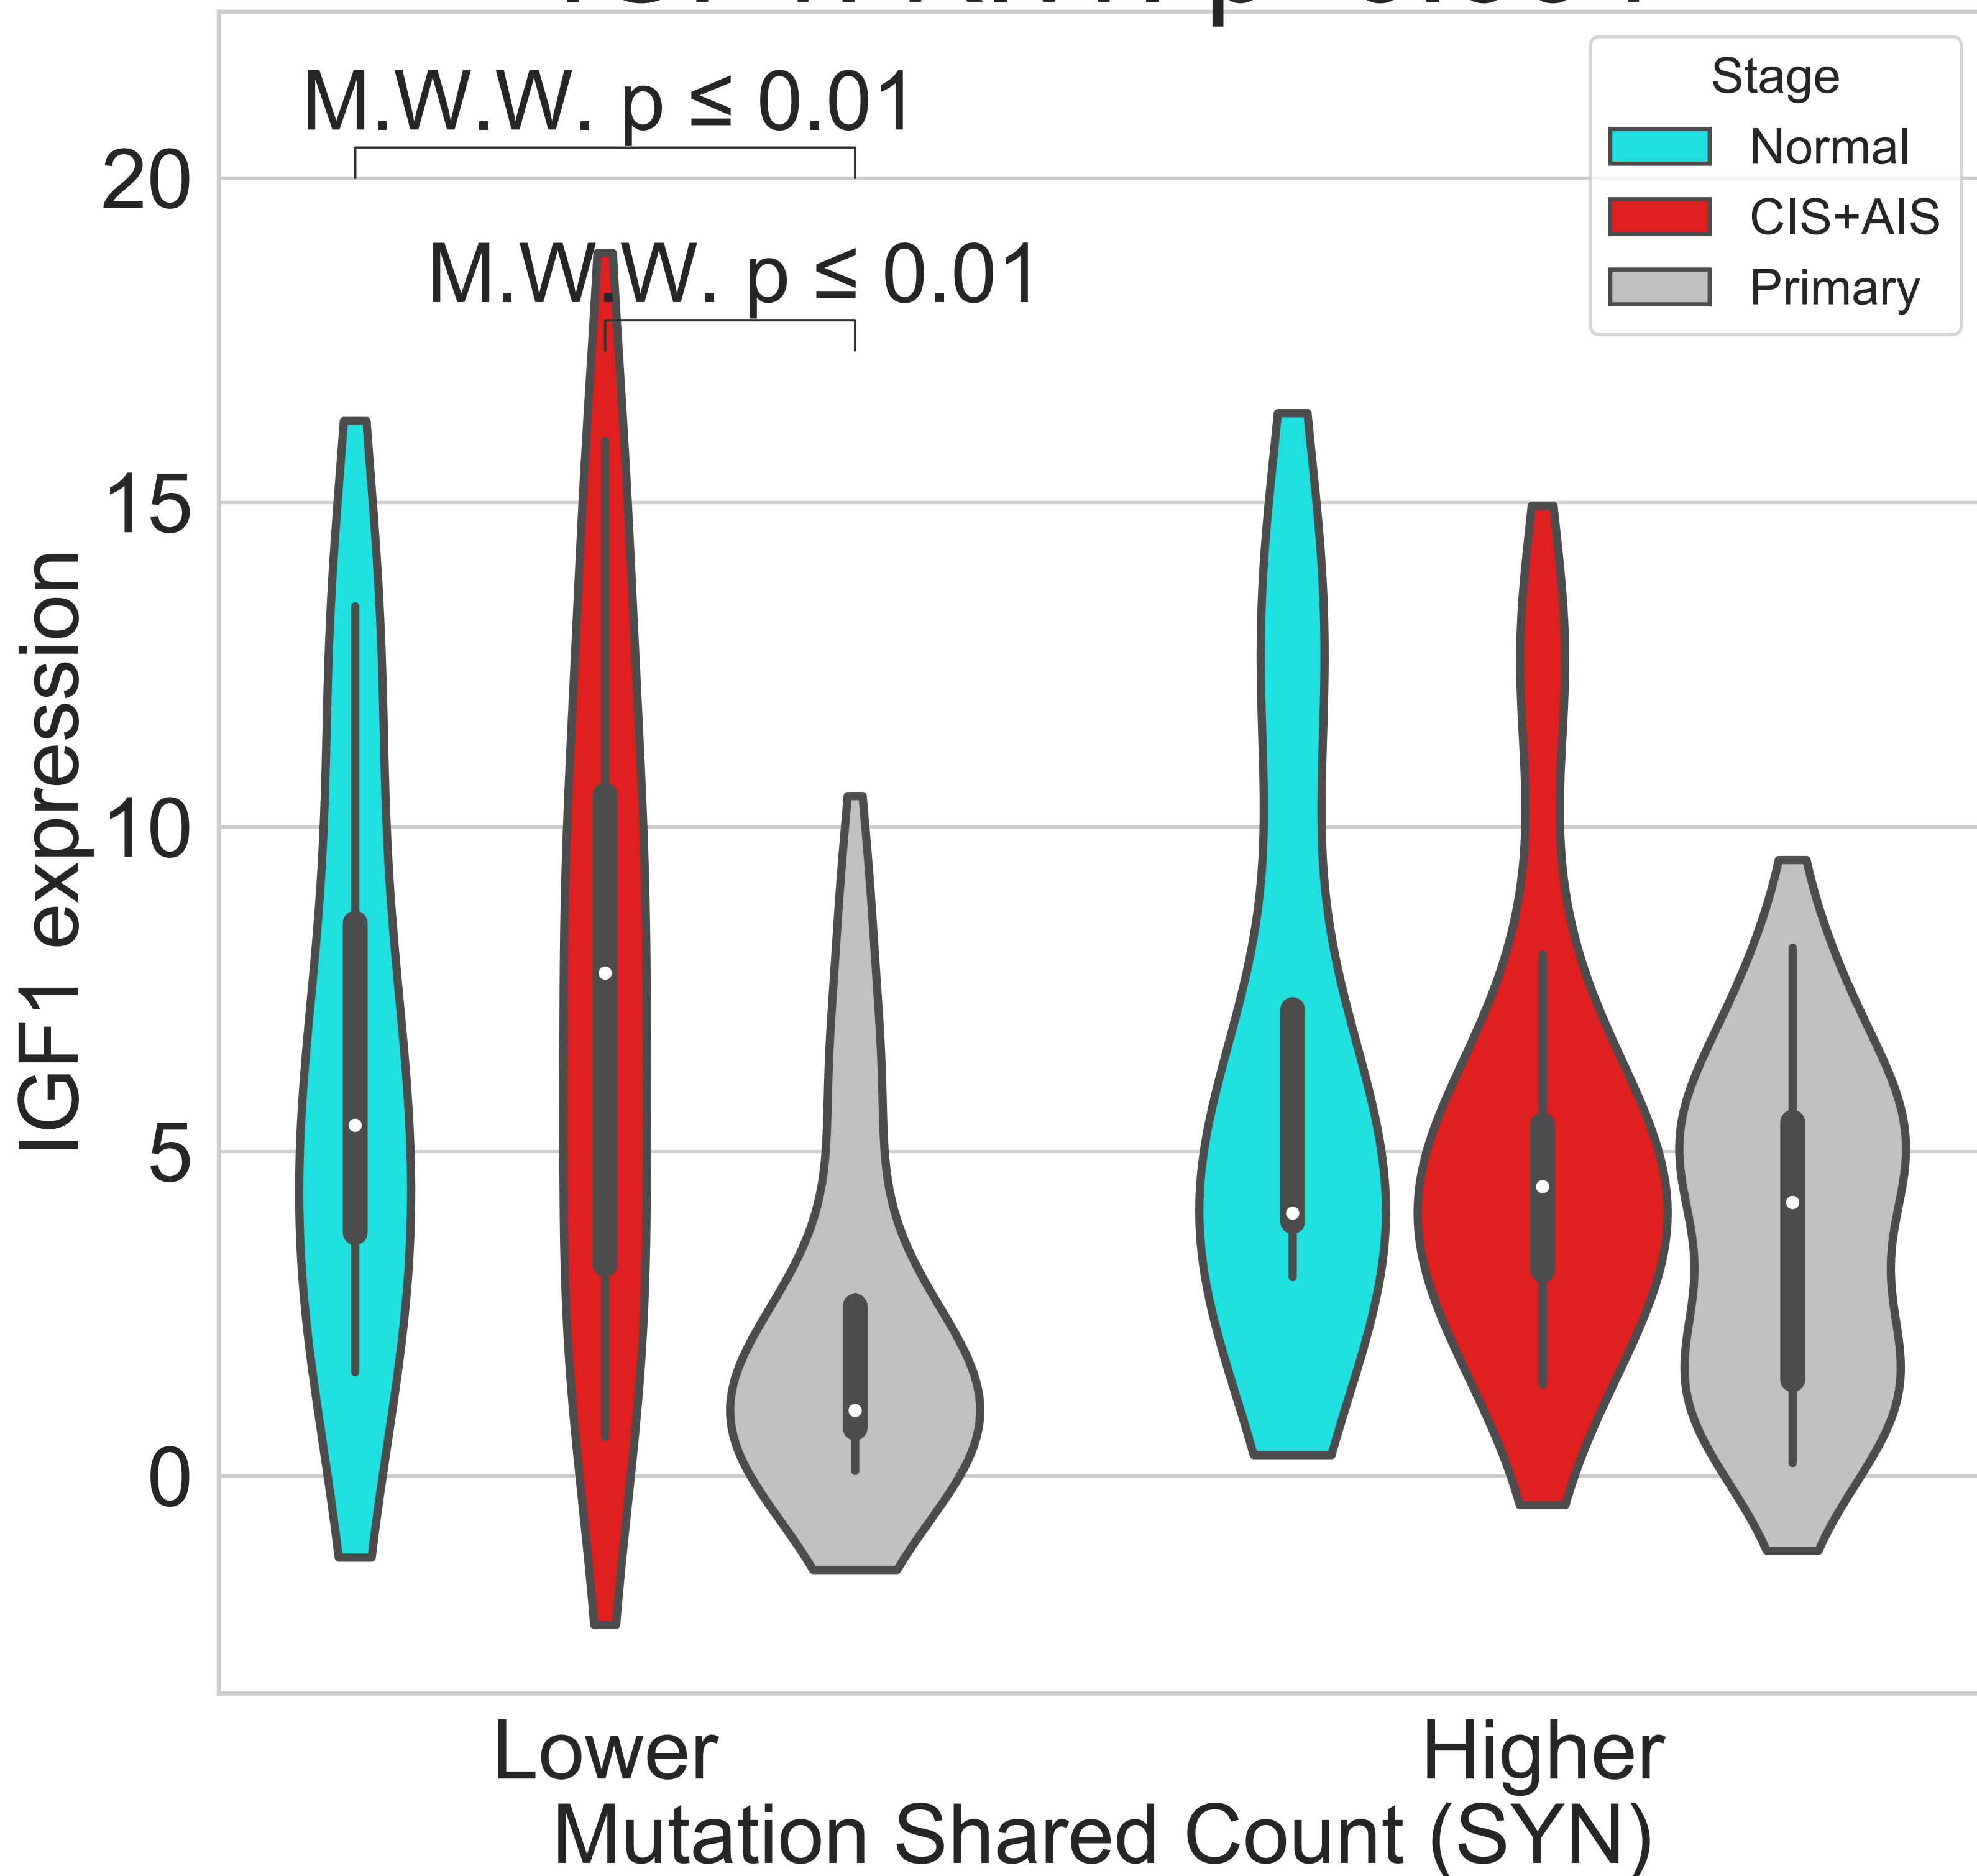 M.W.W. p ≤ 0.01
M.W.W. p ≤ 0.01
Stage
Normal
CIS+AIS
Primary
20
15
10
5
0
IGF1 expression
Lower
Higher
Mutation Shared Count (SYN)